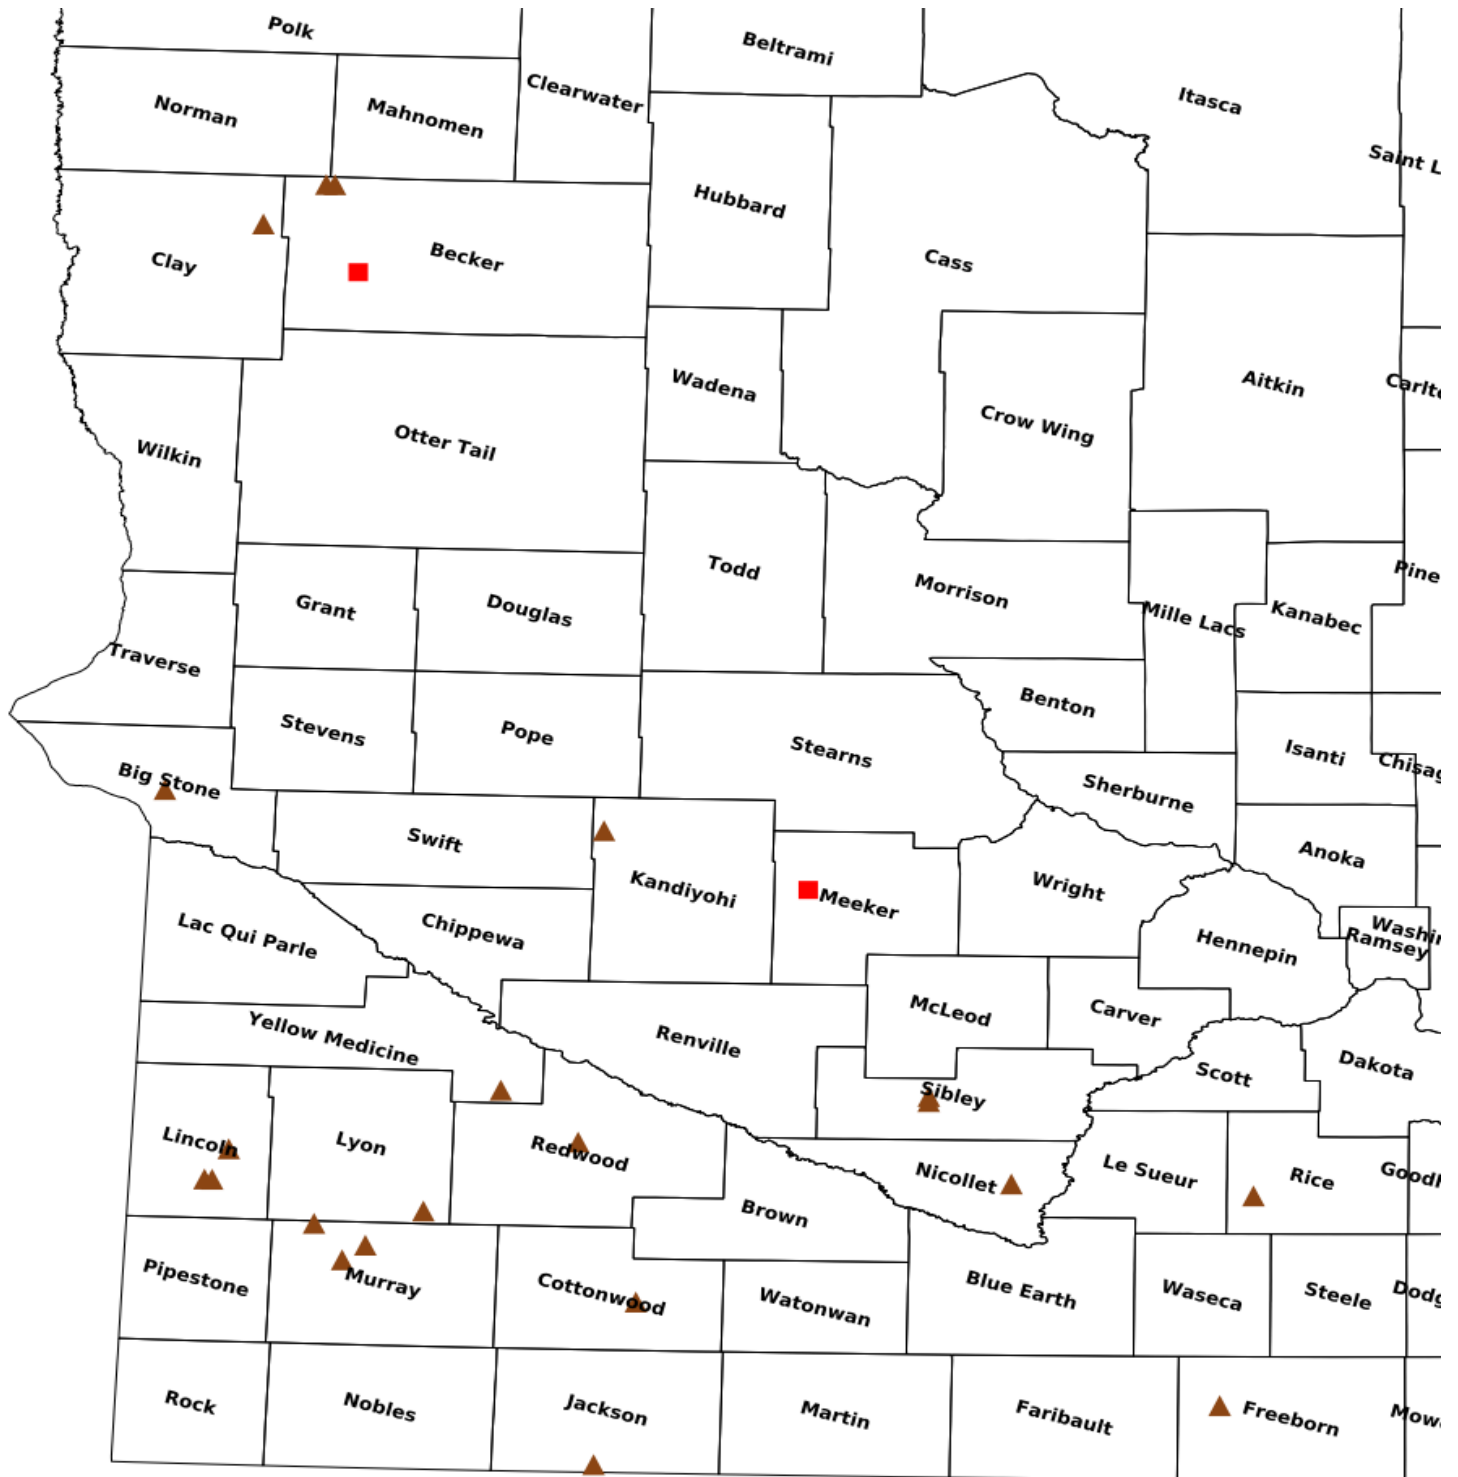 Polk
Beltrami
Clearwater
Itasca
Norman
Mahnomen
Saint L
Hubbard
Becker
Cass
Clay
Wadena
Aitkin
Carlt
Crow Wing
Otter Tail
Wilkin
Todd
Morrison
Pine
Grant
Douglas
Mille Lacs
Kanabec
Traverse
Benton
Stevens
Pope
Stearns
Isanti
Chisag
Big Stone
Sherburne
Swift
Anoka
Kandiyohi
Meeker
Wright
Lac Qui Parle
Chippewa
Hennepin
Washin
Ramsey
McLeod
Carver
Yellow Medicine
Renville
Dakota
Scott
Sibley
Lincoln
Lyon
Redwood
Nicollet
Le Sueur
Rice
Goodh
Brown
Pipestone
Murray
Cottonwood
Watonwan
Blue Earth
Waseca
Steele
Dodg
Rock
Nobles
Jackson
Martin
Faribault
Freeborn
Mow